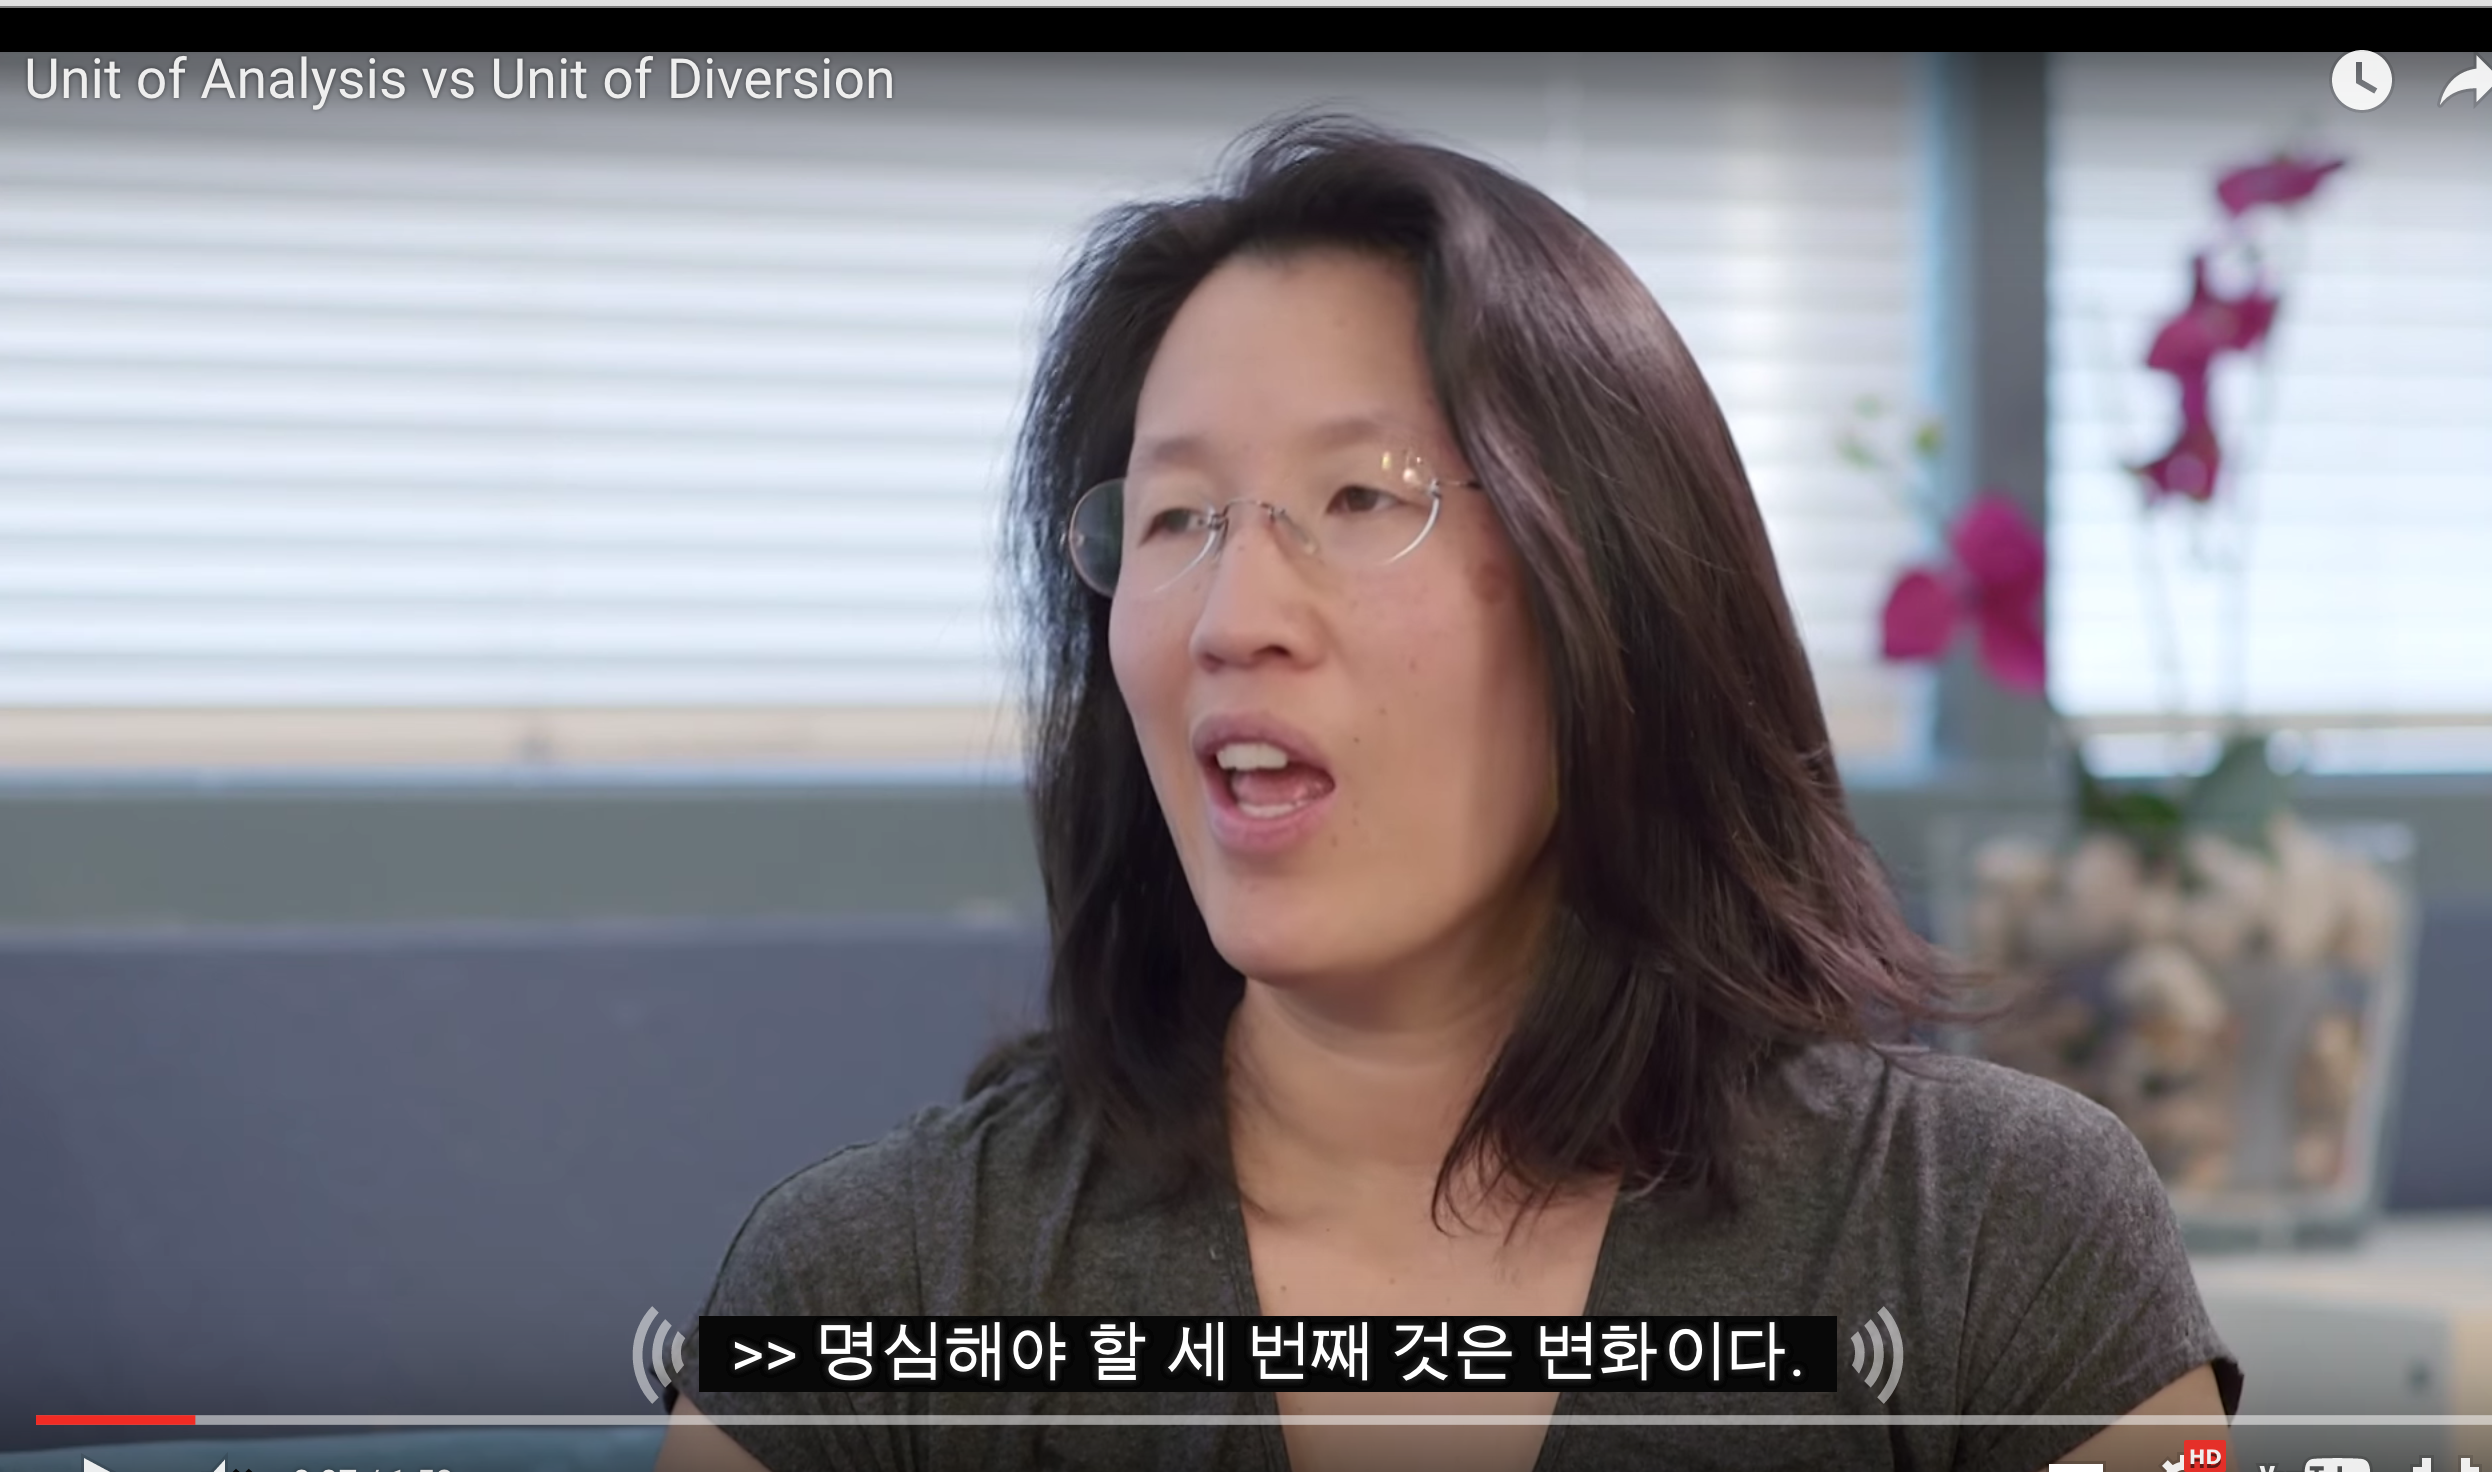 Unit of Analysis vs Unit of Diversion
>> 명심해야 할 세 번째 것은 변화이다.
HD